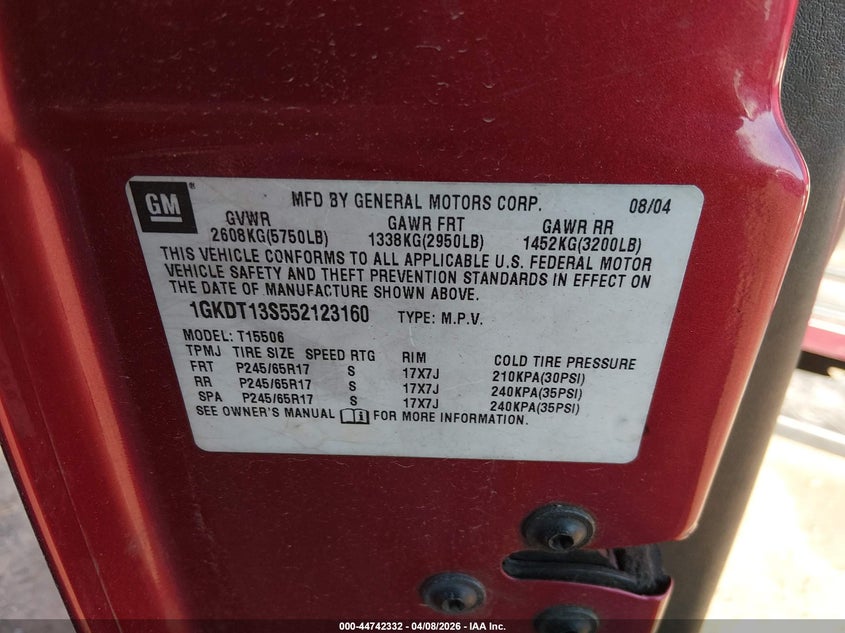 GM ® MFD BY GENERAL MOTORS CORP. 08/04
GVWR GAWR FRT GAWR RR
2608KG(5750LB) 1338KG(2950LB) 1452KG(3200LB)
THIS VEHICLE CONFORMS TO ALL APPLICABLE U.S. FEDERAL MOTOR
VEHICLE SAFETY AND THEFT PREVENTION STANDARDS IN EFFECT ON
THE DATE OF MANUFACTURE SHOWN ABOVE.
1GKDT13S552123160 TYPE: M.P.V.
MODEL: T15506
TPMJ TIRE SIZE SPEED RTG RIM COLD TIRE PRESSURE
FRT P245/65R17 S 17X7J 210KPA(30PSI)
RR P245/65R17 S 17X7J 240KPA(35PSI)
SPA P245/65R17 S 17X7J 240KPA(35PSI)
SEE OWNER'S MANUAL FOR MORE INFORMATION.
000-44742332 - 04/08/2026 - IAA Inc.